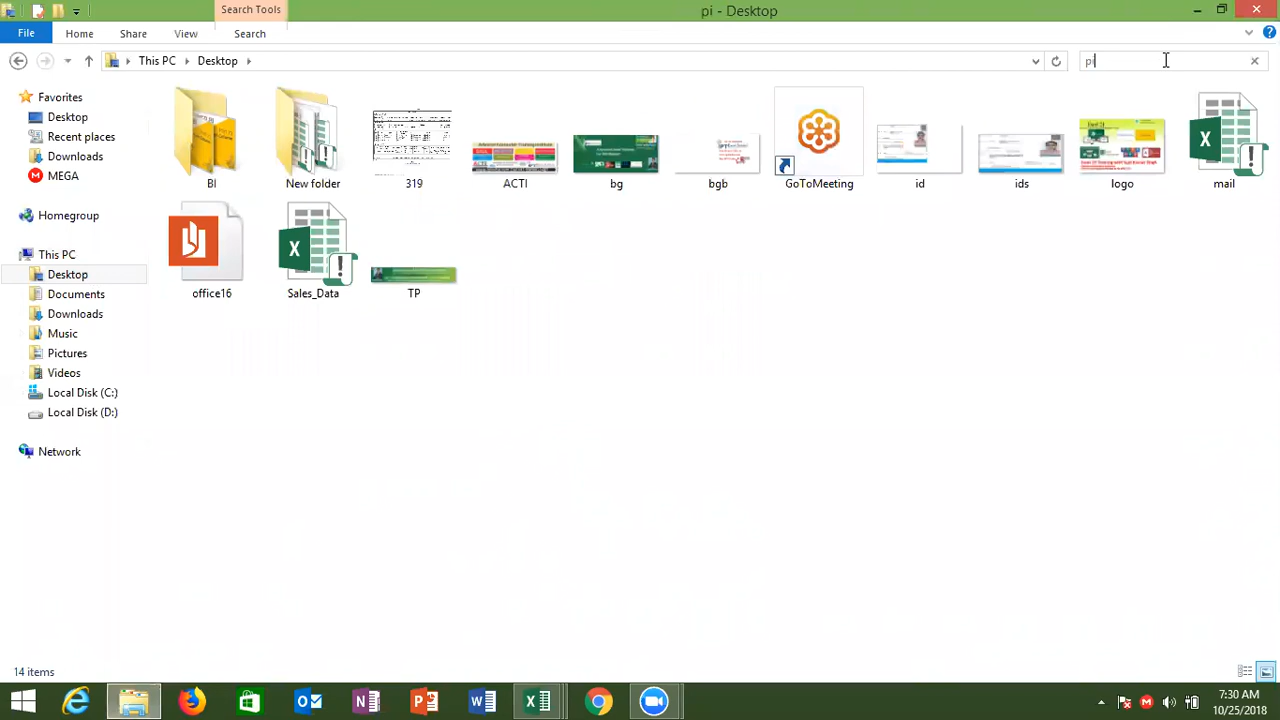 Search Tools
pi - Desktop
File
Home
Share
View
Search
This PC
Desktop
pi
Favorites
Desktop
Recent places
Downloads
MEGA
Homegroup
This PC
Desktop
Documents
Downloads
Music
Pictures
Videos
Local Disk (C:)
Local Disk (D:)
Network
BI
New folder
319
ACTI
bg
bgb
GoToMeeting
id
ids
logo
mail
office16
Sales_Data
TP
14 items
7:30 AM
10/25/2018